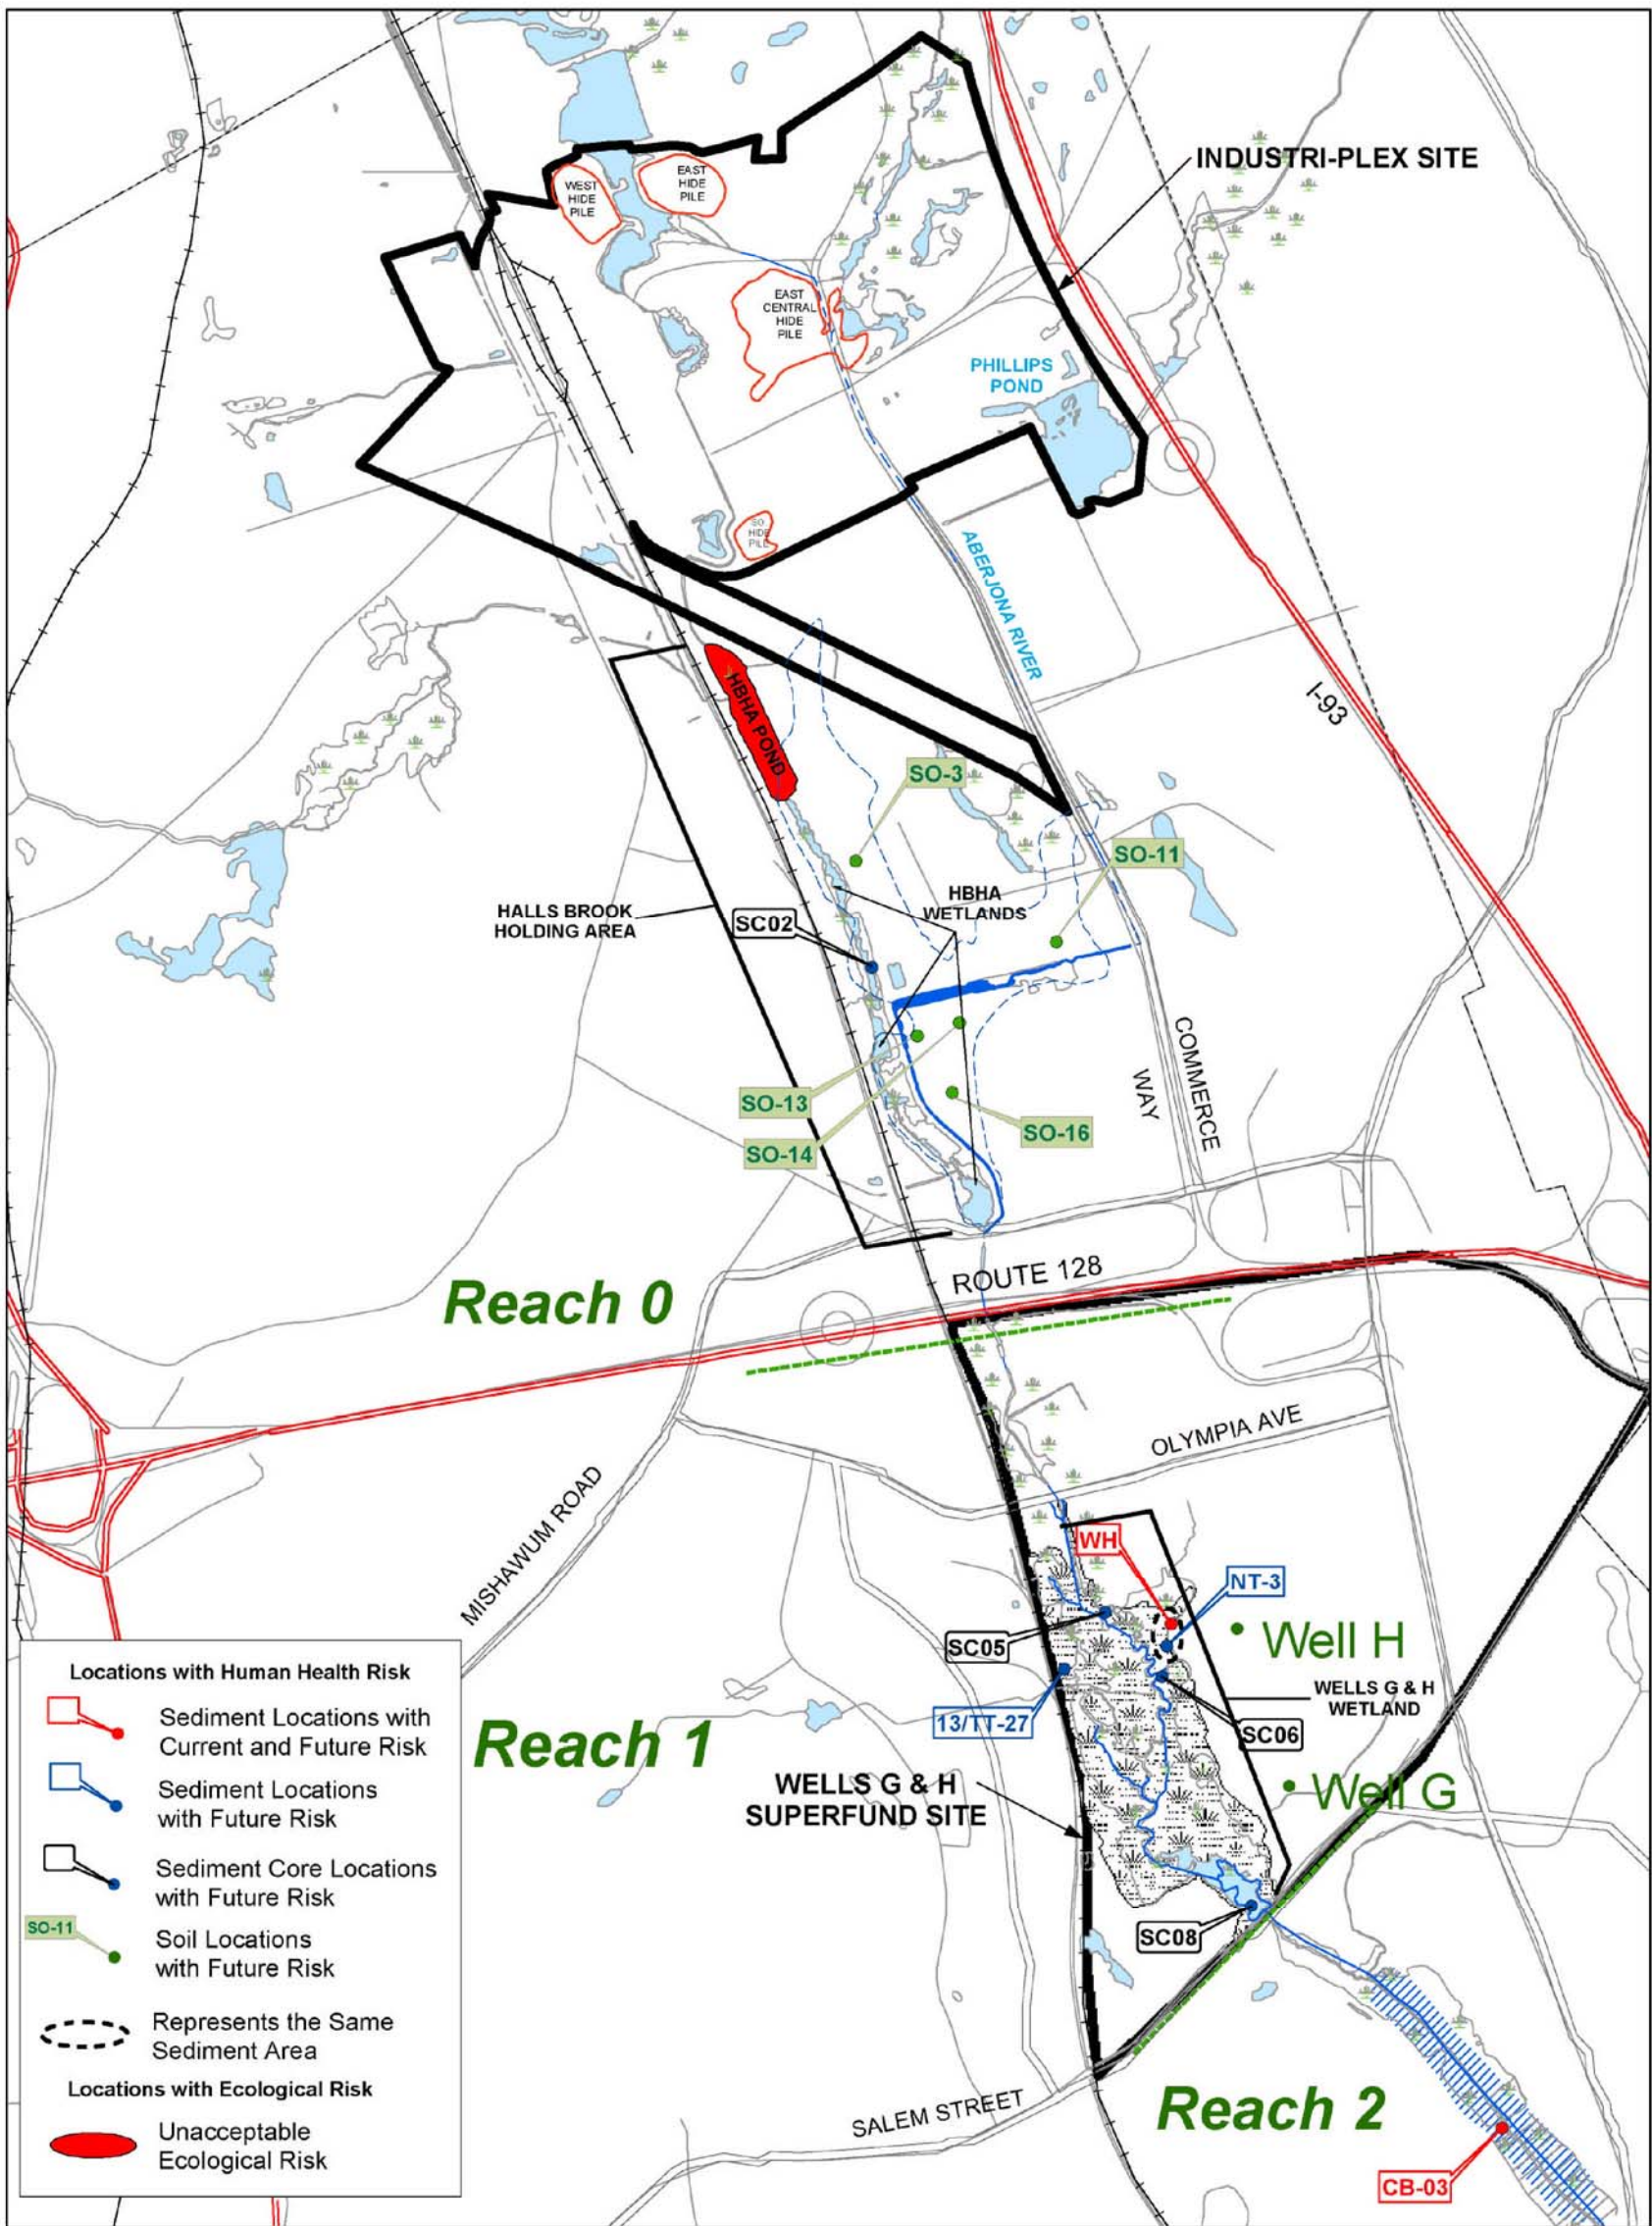 INDUSTRI-PLEX SITE
WEST
HIDE
PILE
EAST
HIDE
PILE
EAST
CENTRAL
HIDE
PILE
PHILLIPS
POND
SO
HIDE
PILE
ABERJONA RIVER
I-93
HBHA POND
SO-3
SO-11
HALLS BROOK
HOLDING AREA
SC02
HBHA
WETLANDS
SO-13
SO-14
SO-16
COMMERCE
WAY
Reach 0
ROUTE 128
OLYMPIA AVE
MISHAWUM ROAD
WH
NT-3
SC05
Well H
13/TT-27
WELLS G & H
WETLAND
SC06
Reach 1
WELLS G & H
SUPERFUND SITE
Well G
SC08
SALEM STREET
Reach 2
CB-03
Locations with Human Health Risk
Sediment Locations with
Current and Future Risk
Sediment Locations
with Future Risk
Sediment Core Locations
with Future Risk
SO-11
Soil Locations
with Future Risk
Represents the Same
Sediment Area
Locations with Ecological Risk
Unacceptable
Ecological Risk